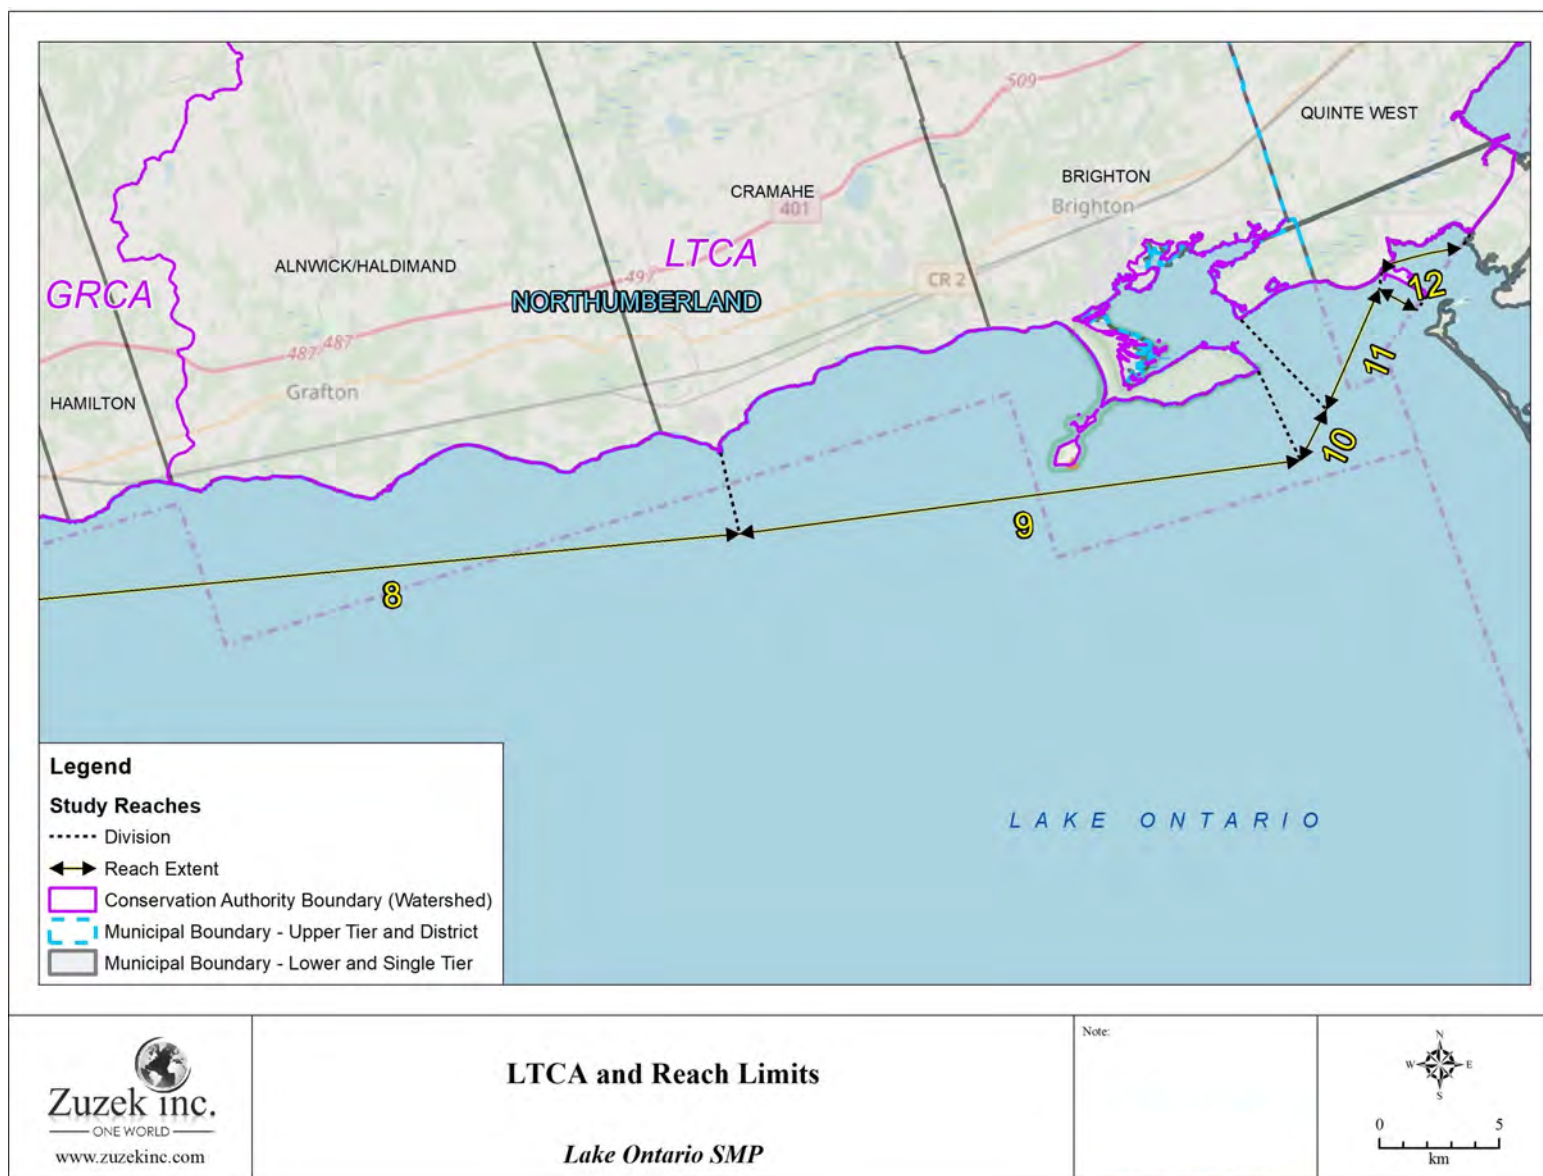 509
QUINTE WEST
BRIGHTON
Brighton
CRAMAHE
401
LTCA
ALNWICK/HALDIMAND
497
CR 2
GRCA
NORTHUMBERLAND
12
487 487
11
Grafton
HAMILTON
10
9
8
LAKE ONTARIO
Legend
Study Reaches
Division
Reach Extent
Conservation Authority Boundary (Watershed)
Municipal Boundary - Upper Tier and District
Municipal Boundary - Lower and Single Tier
Zuzek inc.
ONE WORLD
www.zuzekinc.com
LTCA and Reach Limits
Lake Ontario SMP
Note:
N
W E
S
0 5
km